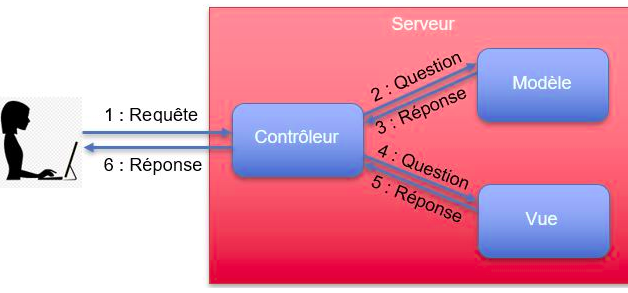 Serveur
2 : Question
Modèle
3 : Réponse
1 : Requête
Contrôleur
6 : Réponse
4 : Question
5 : Réponse
Vue